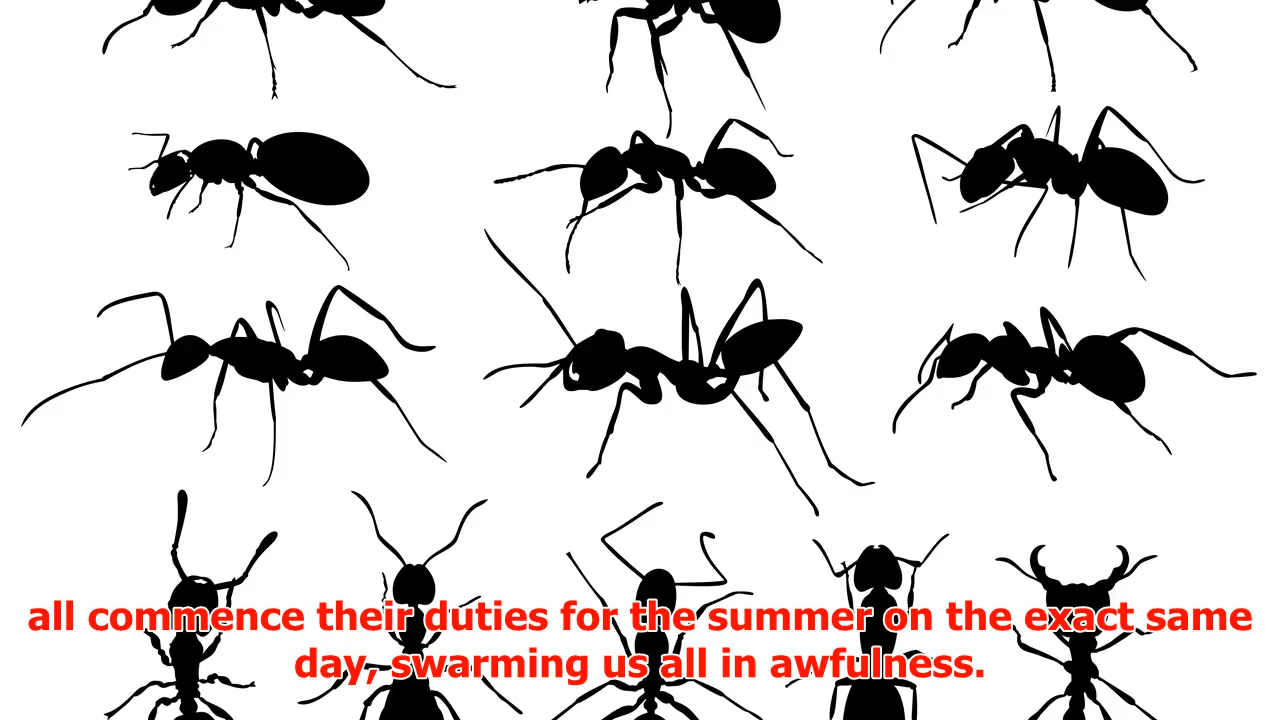 all commence their duties for the summer on the exact same
day, swarming us all in awfulness.